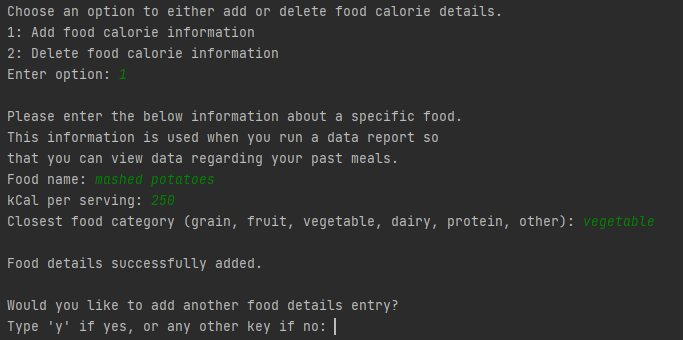 Choose an option to either add or delete food calorie details.
1: Add food calorie information
2: Delete food calorie information
Enter option: 1
Please enter the below information about a specific food.
This information is used when you run a data report so
that you can view data regarding your past meals.
Food name: mashed potatoes
kCal per serving: 250
Closest food category (grain, fruit, vegetable, dairy, protein, other): vegetable
Food details successfully added.
Would you like to add another food details entry?
Type 'y' if yes, or any other key if no: